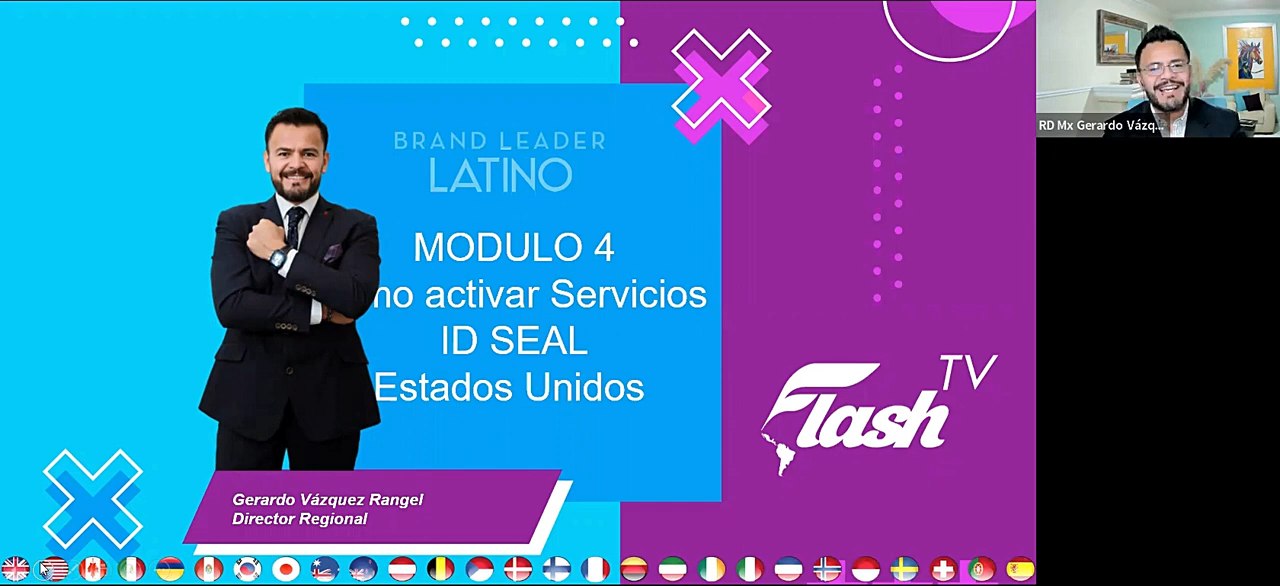 BRAND LEADER
LATINO
MODULO 4
no activar Servicios
ID SEAL
Estados Unidos
Flash TV
Gerardo Vázquez Rangel
Director Regional
RD Mx Gerardo Vázq...